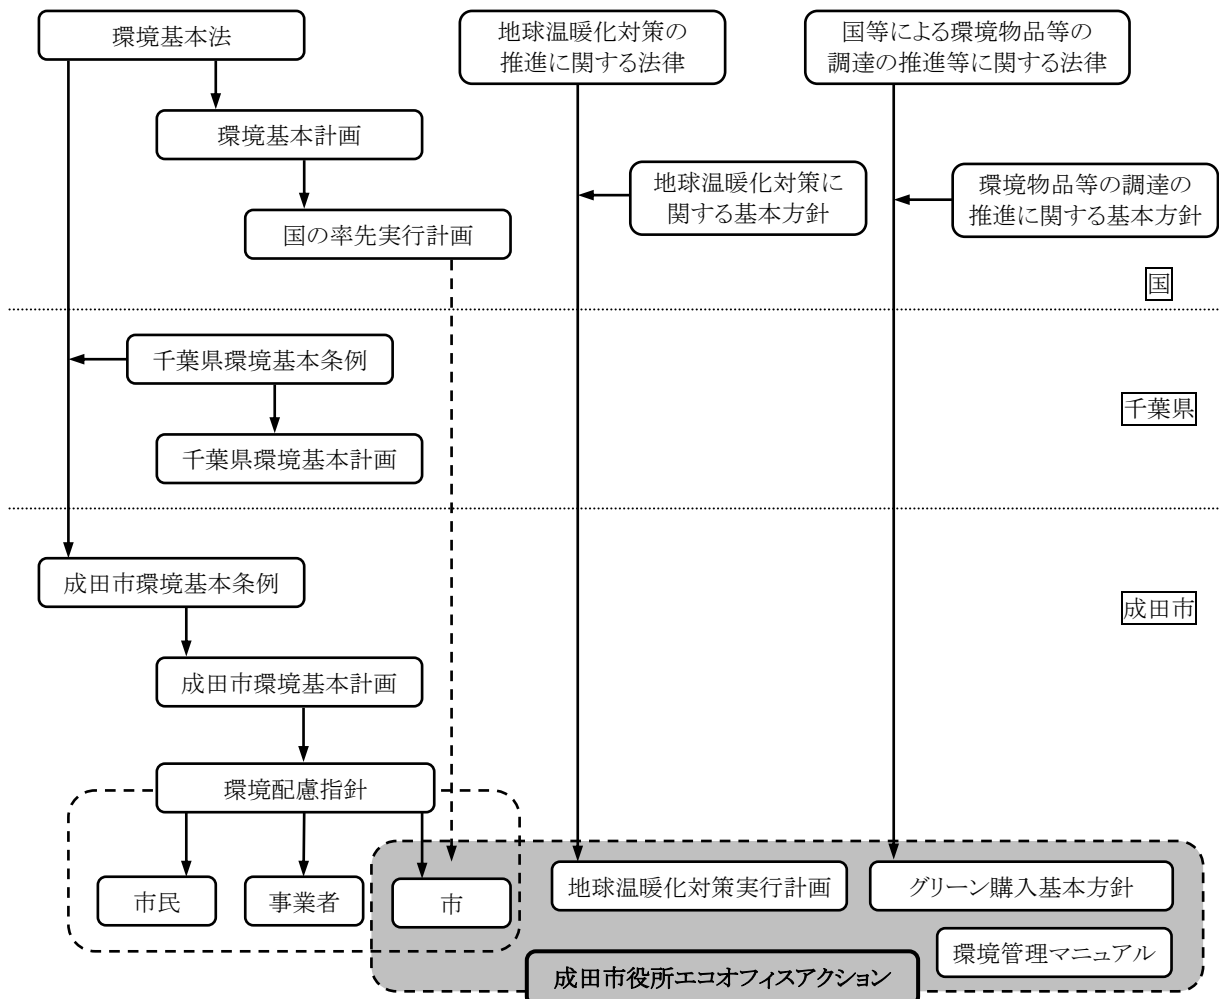 環境基本法
地球温暖化対策の
推進に関する法律
国等による環境物品等の
調達の推進等に関する法律
環境基本計画
地球温暖化対策に
関する基本方針
環境物品等の調達の
推進に関する基本方針
国の率先実行計画
国
千葉県環境基本条例
千葉県
千葉県環境基本計画
成田市環境基本条例
成田市
成田市環境基本計画
環境配慮指針
市民
事業者
市
地球温暖化対策実行計画
グリーン購入基本方針
環境管理マニュアル
成田市役所エコオフィスアクション